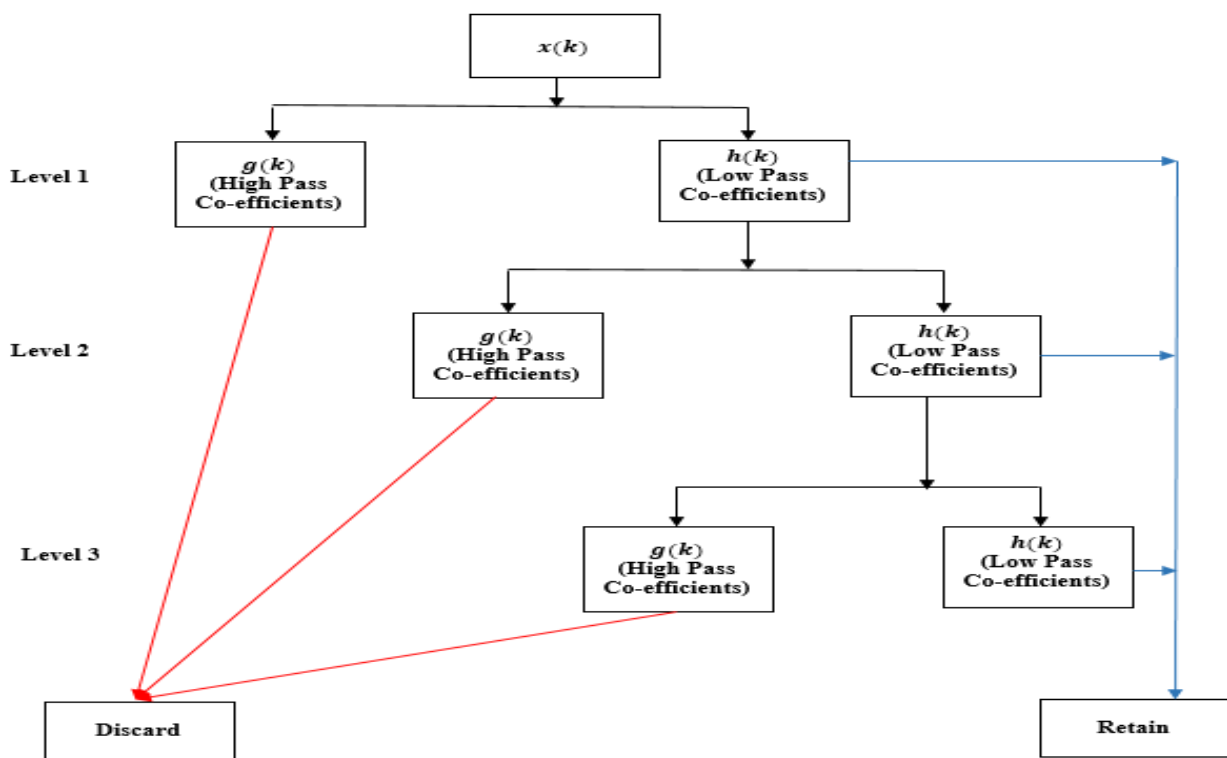 x(k)
Level 1
g(k)
(High Pass
Co-efficients)
h(k)
(Low Pass
Co-efficients)
Level 2
g(k)
(High Pass
Co-efficients)
h(k)
(Low Pass
Co-efficients)
Level 3
g(k)
(High Pass
Co-efficients)
h(k)
(Low Pass
Co-efficients)
Discard
Retain